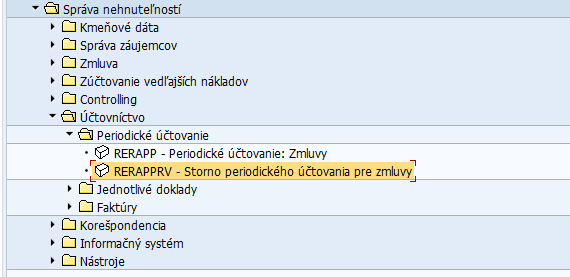 Správa nehnuteľností
Kmeňové dáta
Správa záujemcov
Zmluva
Zúčtovanie vedľajších nákladov
Controlling
Účtovníctvo
Periodické účtovanie
RERAPP - Periodické účtovanie: Zmluvy
RERAPPRV - Storno periodického účtovania pre zmluvy
Jednotlivé doklady
Faktúry
Korešpondencia
Informačný systém
Nástroje